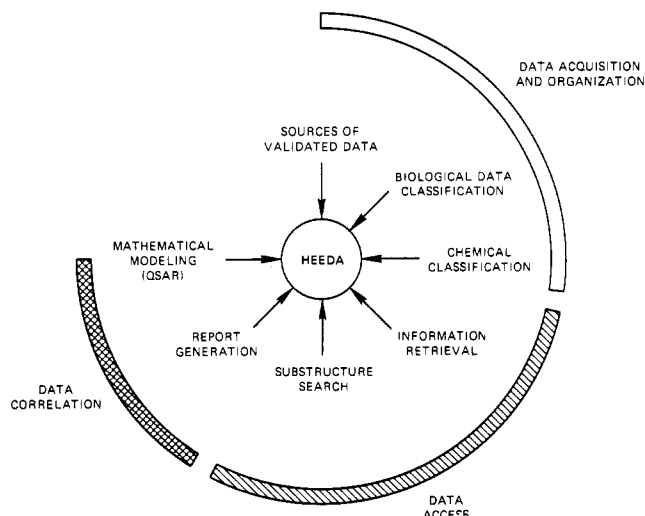 DATA ACQUISITION
AND ORGANIZATION
SOURCES OF
VALIDATED DATA
BIOLOGICAL DATA
CLASSIFICATION
MATHEMATICAL
MODELING
(QSAR)
HEEDA
CHEMICAL
CLASSIFICATION
REPORT
GENERATION
INFORMATION
RETRIEVAL
SUBSTRUCTURE
SEARCH
DATA
CORRELATION
DATA
ACCESS